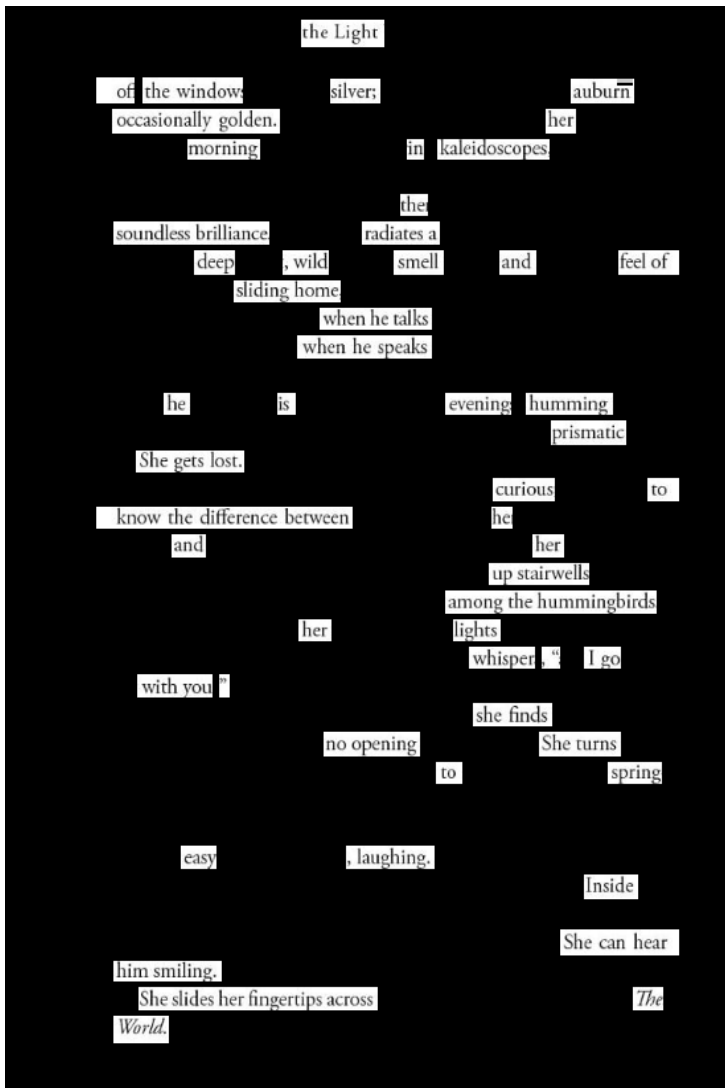 the Light
off the windows silver; auburn
occasionally golden. her
morning in kaleidoscopes.
the
soundless brilliance. radiates a
deep , wild smell and feel of
sliding home.
when he talks
when he speaks
he is evening humming
prismatic
She gets lost.
curious to
know the difference between he
and her
up stairwells
among the hummingbirds
her lights
whisper , “ I go
with you ”
she finds
no opening She turns
to spring
easy , laughing.
Inside
She can hear
him smiling.
She slides her fingertips across The
World.